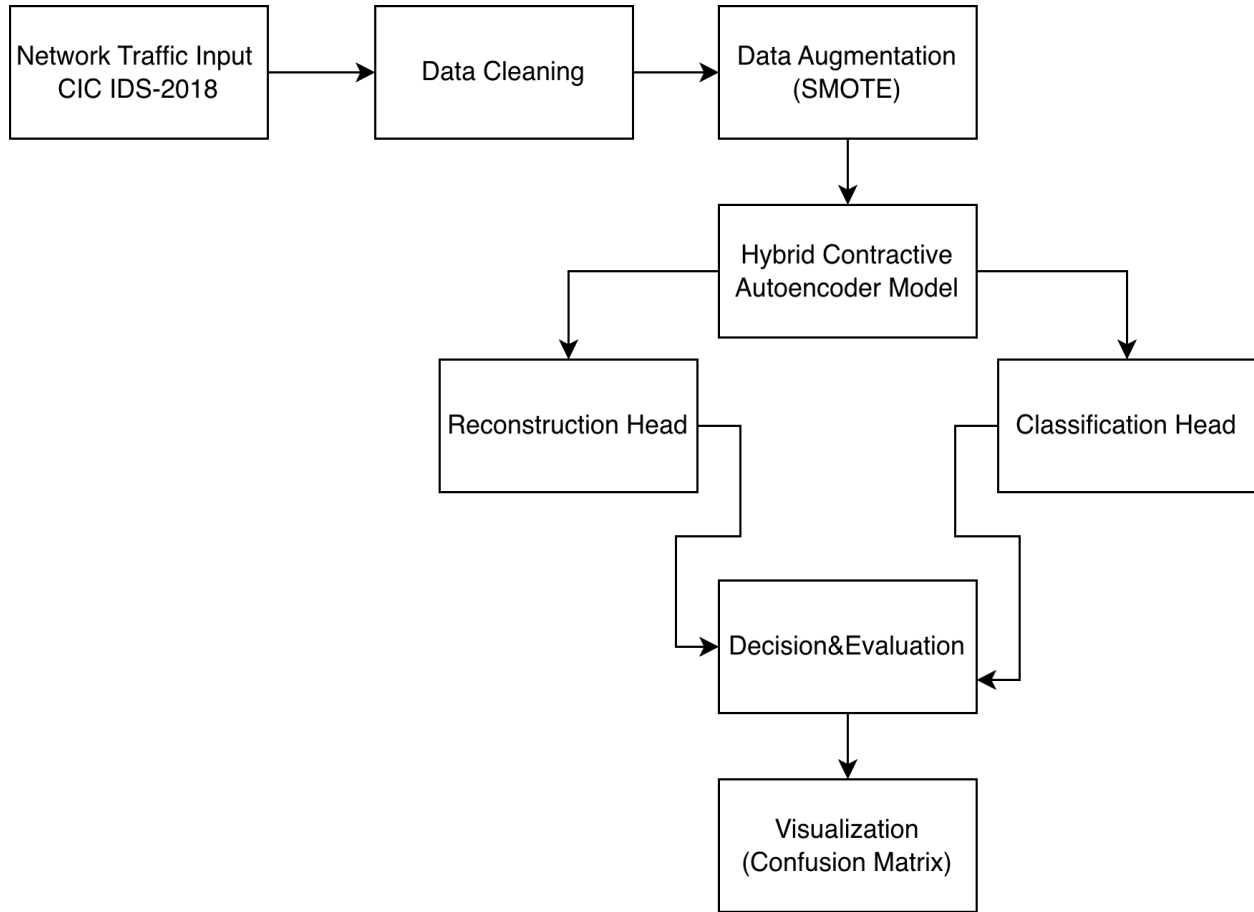 Network Traffic Input
CIC IDS-2018
Data Cleaning
Data Augmentation
(SMOTE)
Hybrid Contractive
Autoencoder Model
Reconstruction Head
Classification Head
Decision&Evaluation
Visualization
(Confusion Matrix)